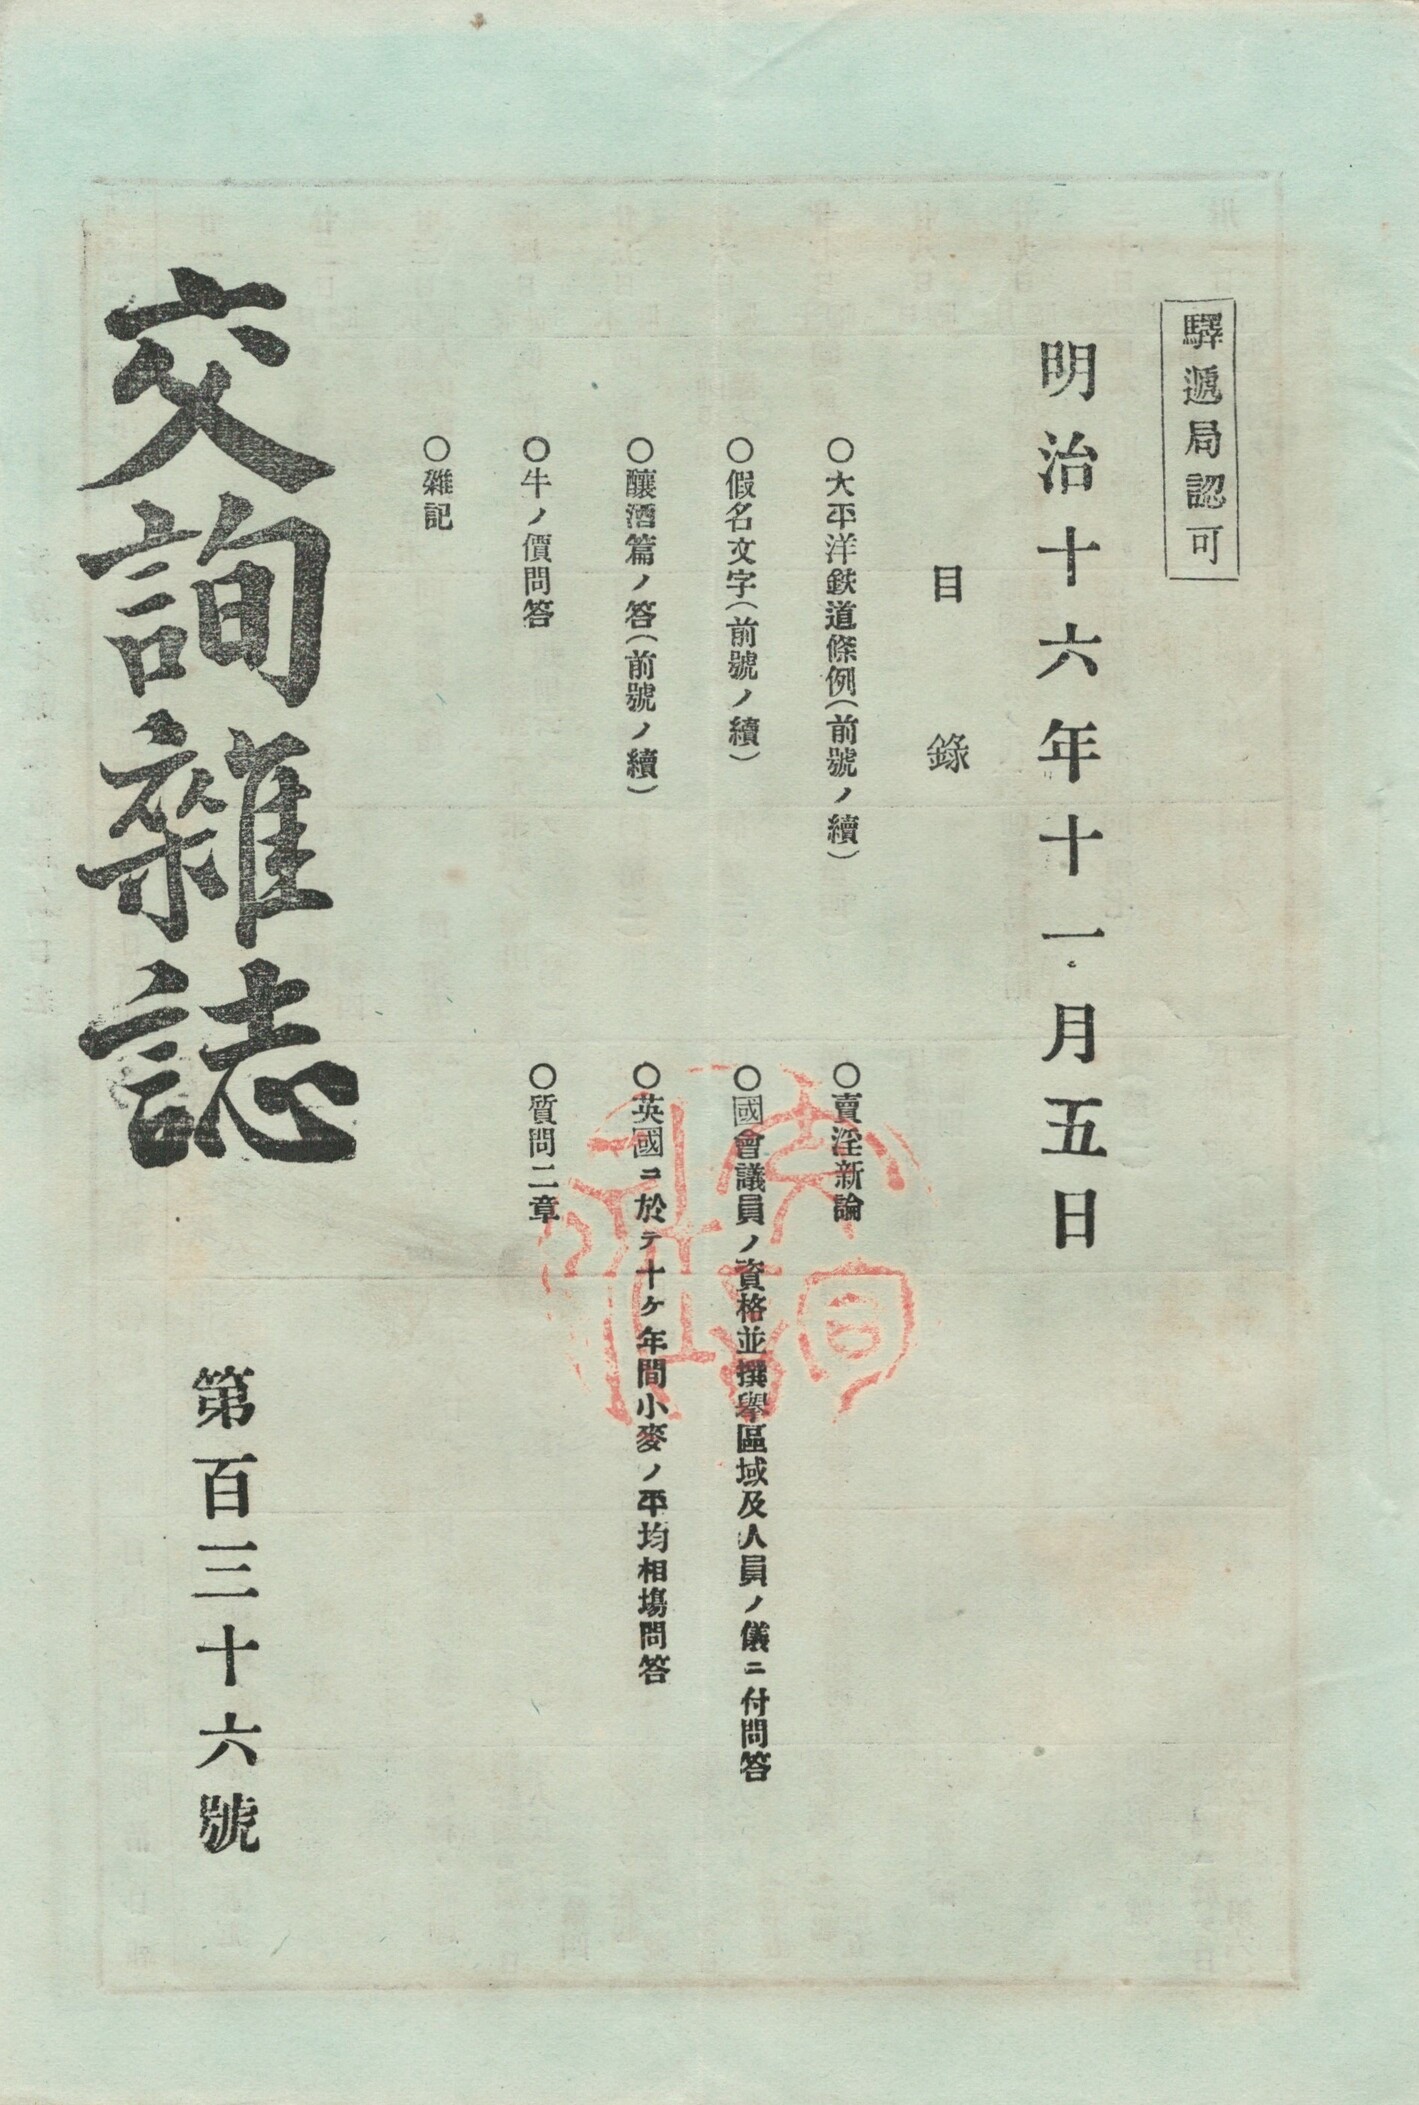 驛遞局認可
明治十六年十一月五日
目錄
○大平洋鉄道條例(前號ノ續)
○賣淫新論
○假名文字(前號ノ續)
○國會議員ノ資格並撰擧區域及人員ノ儀ニ付問答
○釀酒篇ノ答(前號ノ續)
○英國ニ於テ十ケ年間小麥ノ平均相塲問答
○牛ノ價問答
○質問二章
○雜記
交詢雜誌
第百三十六號